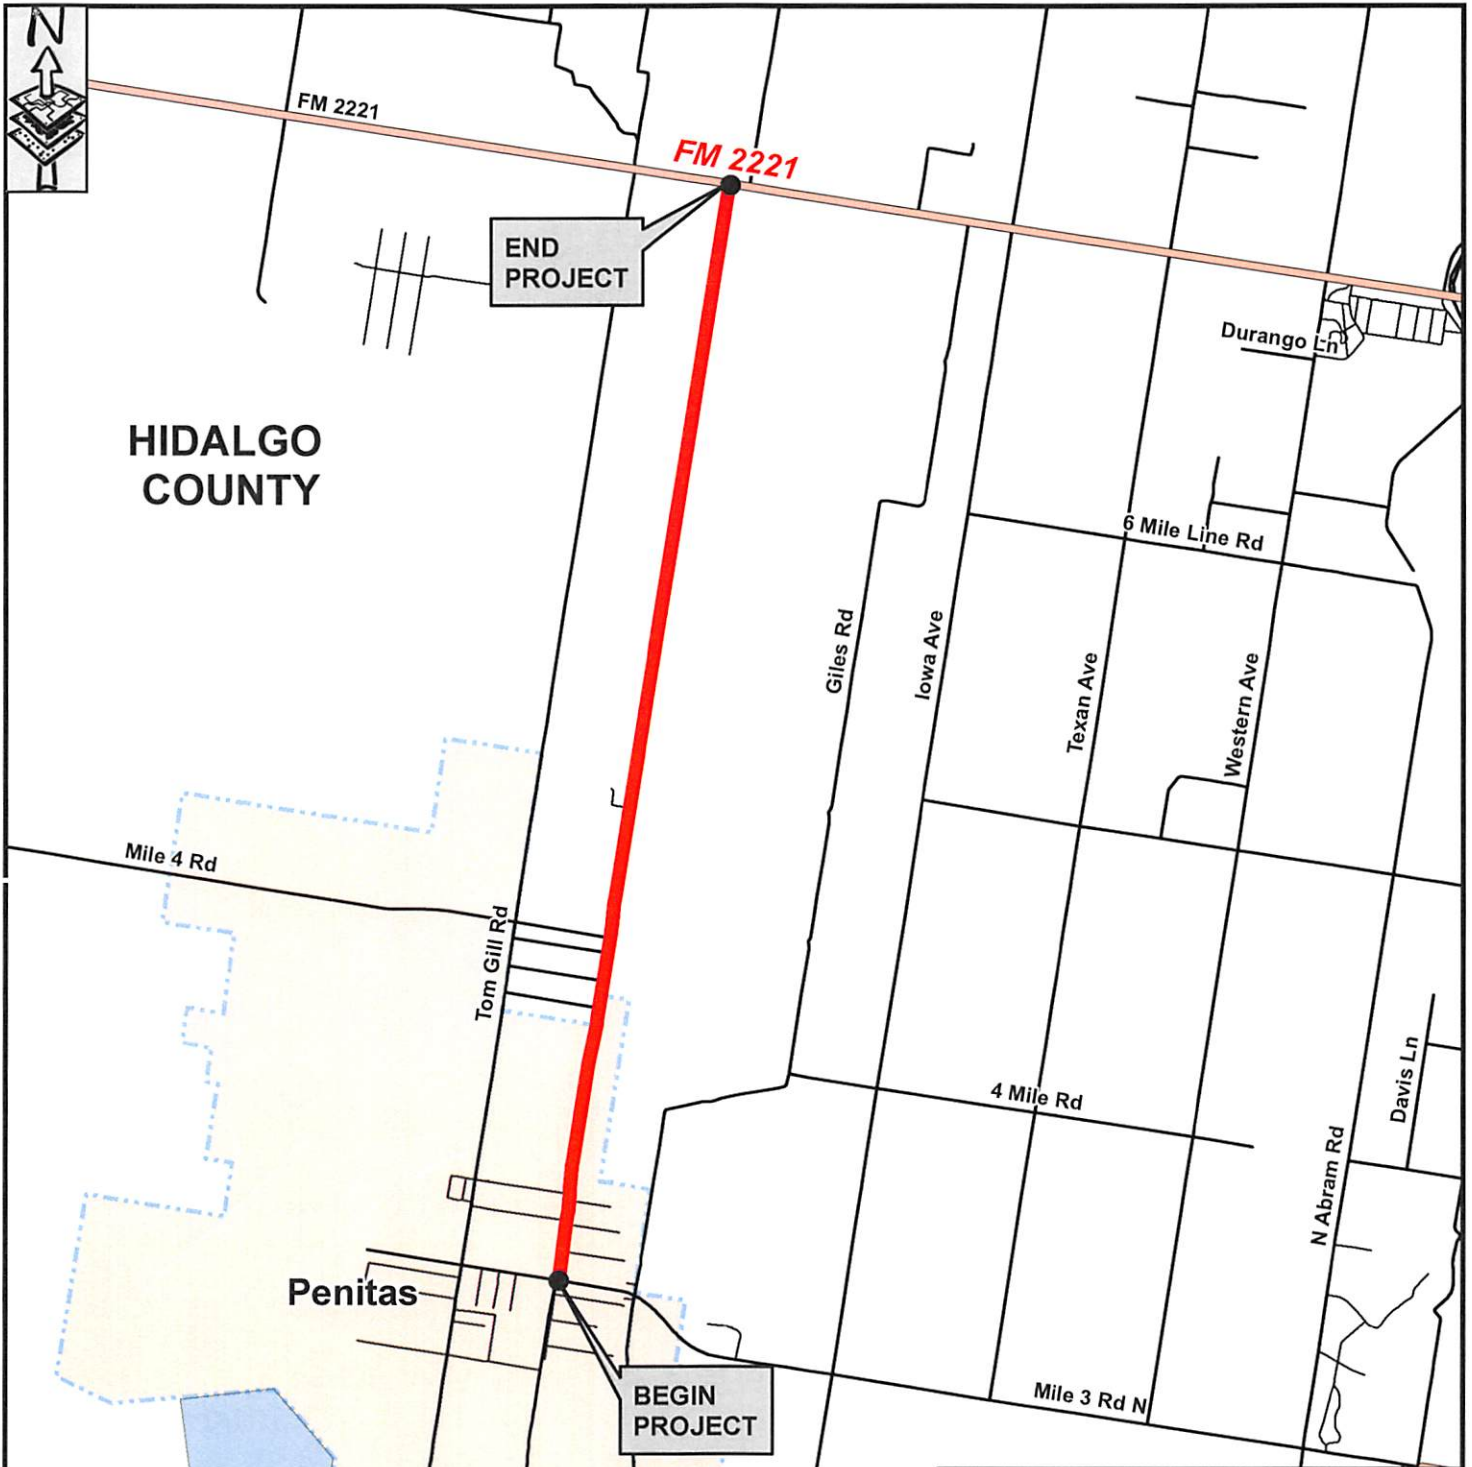 N
FM 2221
FM 2221
END
PROJECT
Durango Ln
HIDALGO
COUNTY
6 Mile Line Rd
Giles Rd
Iowa Ave
Texan Ave
Western Ave
Mile 4 Rd
Tom Gill Rd
4 Mile Rd
Davis Ln
N Abram Rd
Penitas
BEGIN
PROJECT
Mile 3 Rd N